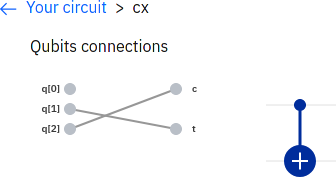 ← Your circuit > cx
Qubits connections
q[0] c
q[1]
q[2] t